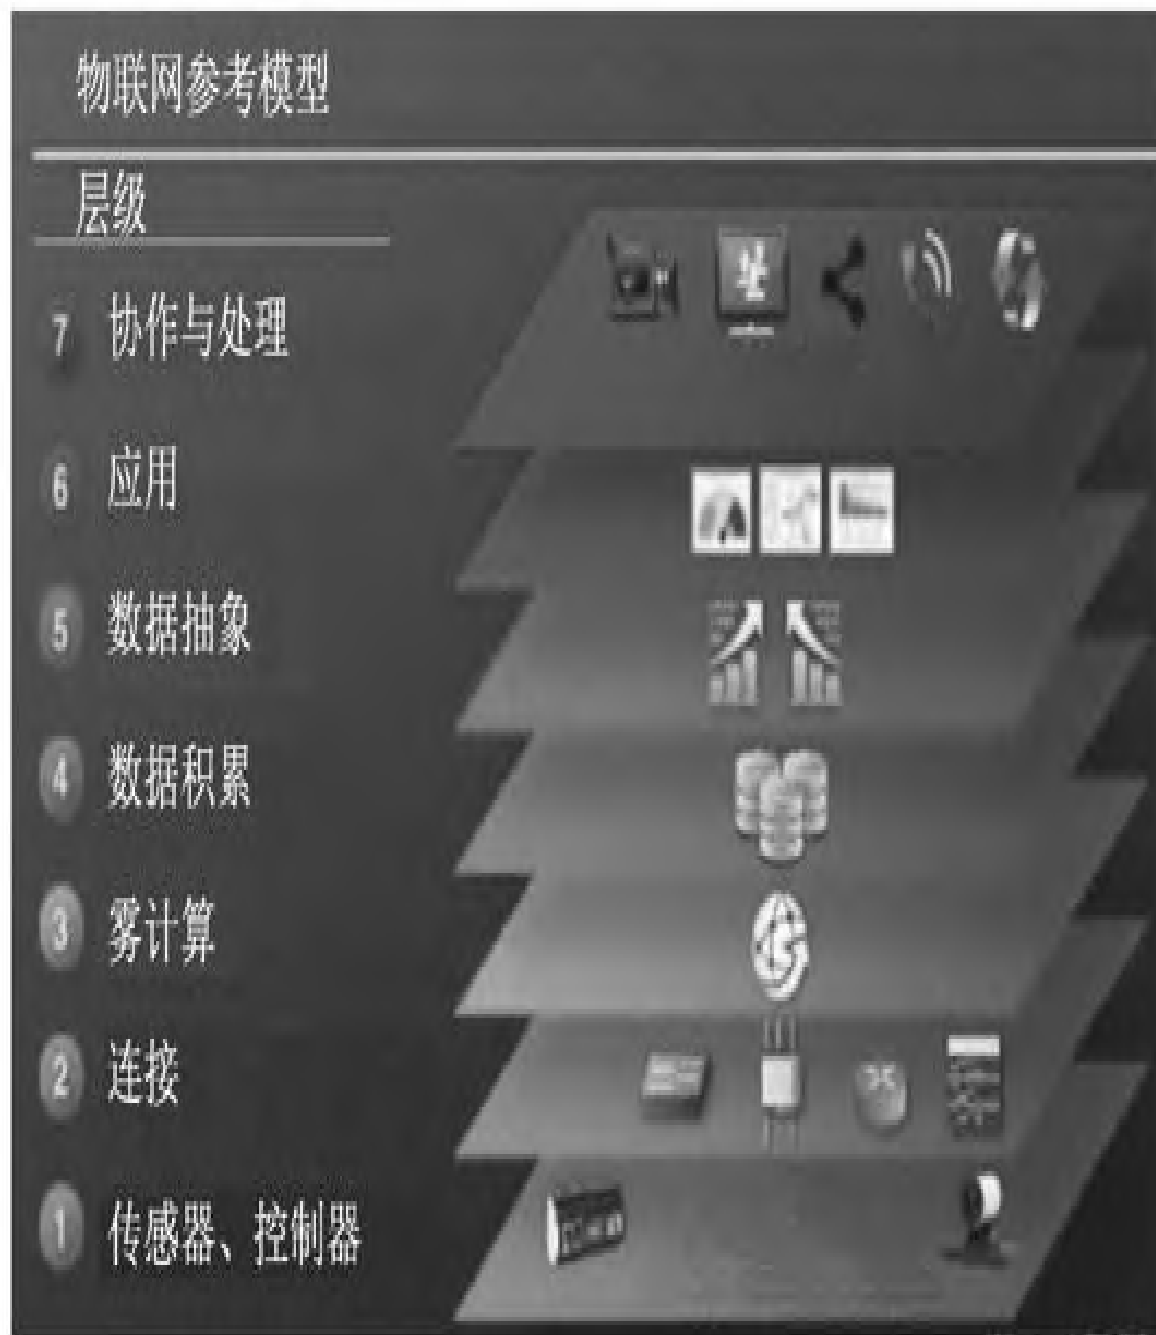 物联网参考模型
层级
7 协作与处理
6 应用
5 数据抽象
4 数据积累
3 雾计算
2 连接
1 传感器、控制器